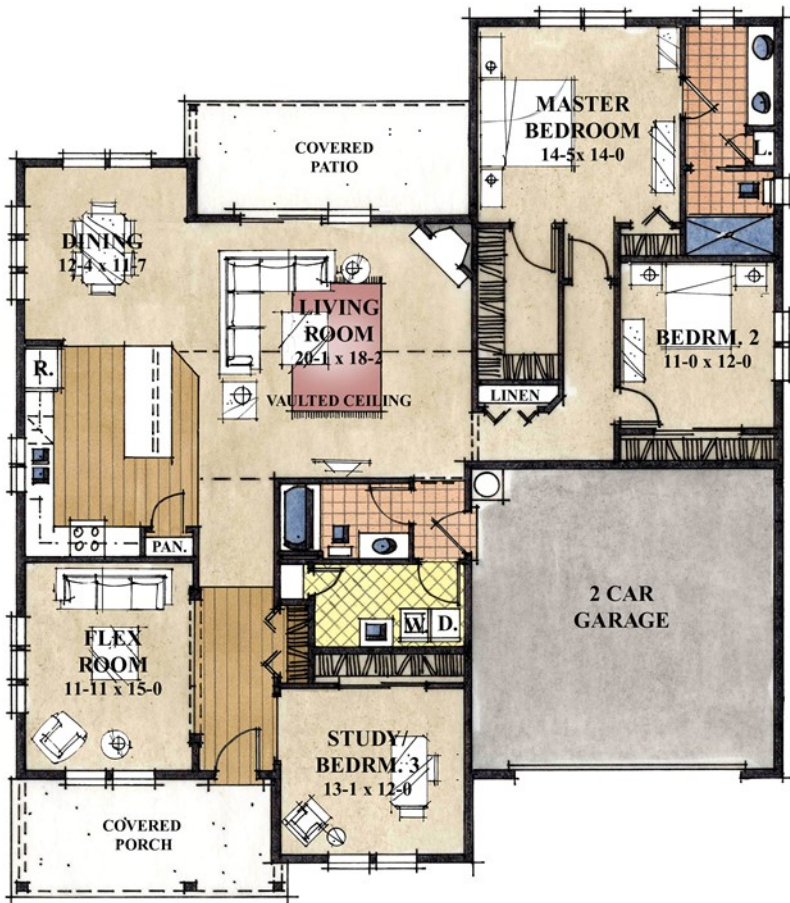 MASTER
BEDROOM
14-5x 14-0
L.
COVERED
PATIO
DINING
12-4 x 11-7
LIVING
ROOM
20-1 x 18-2
VAULTED CEILING
BEDRM. 2
11-0 x 12-0
R.
LINEN
PAN.
2 CAR
GARAGE
W.
D.
FLEX
ROOM
11-11 x 15-0
STUDY/
BEDRM. 3
13-1 x 12-0
COVERED
PORCH